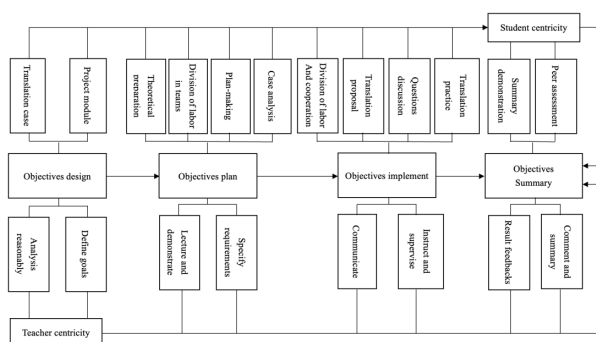 Student centricity
Translation case
Project module
Theoretical
preparation
Division of labor
in teams
Plan-making
Case analysis
Division of labor
And cooperation
Translation
proposal
Questions
discussion
Translation
practice
Summary
demonstration
Peer assessment
Objectives design
Objectives plan
Objectives implement
Objectives
Summary
Analysis
reasonably
Define goals
Lecture and
demonstrate
Specify
requirements
Communicate
Instruct and
supervise
Result feedbacks
Comment and
summary
Teacher centricity